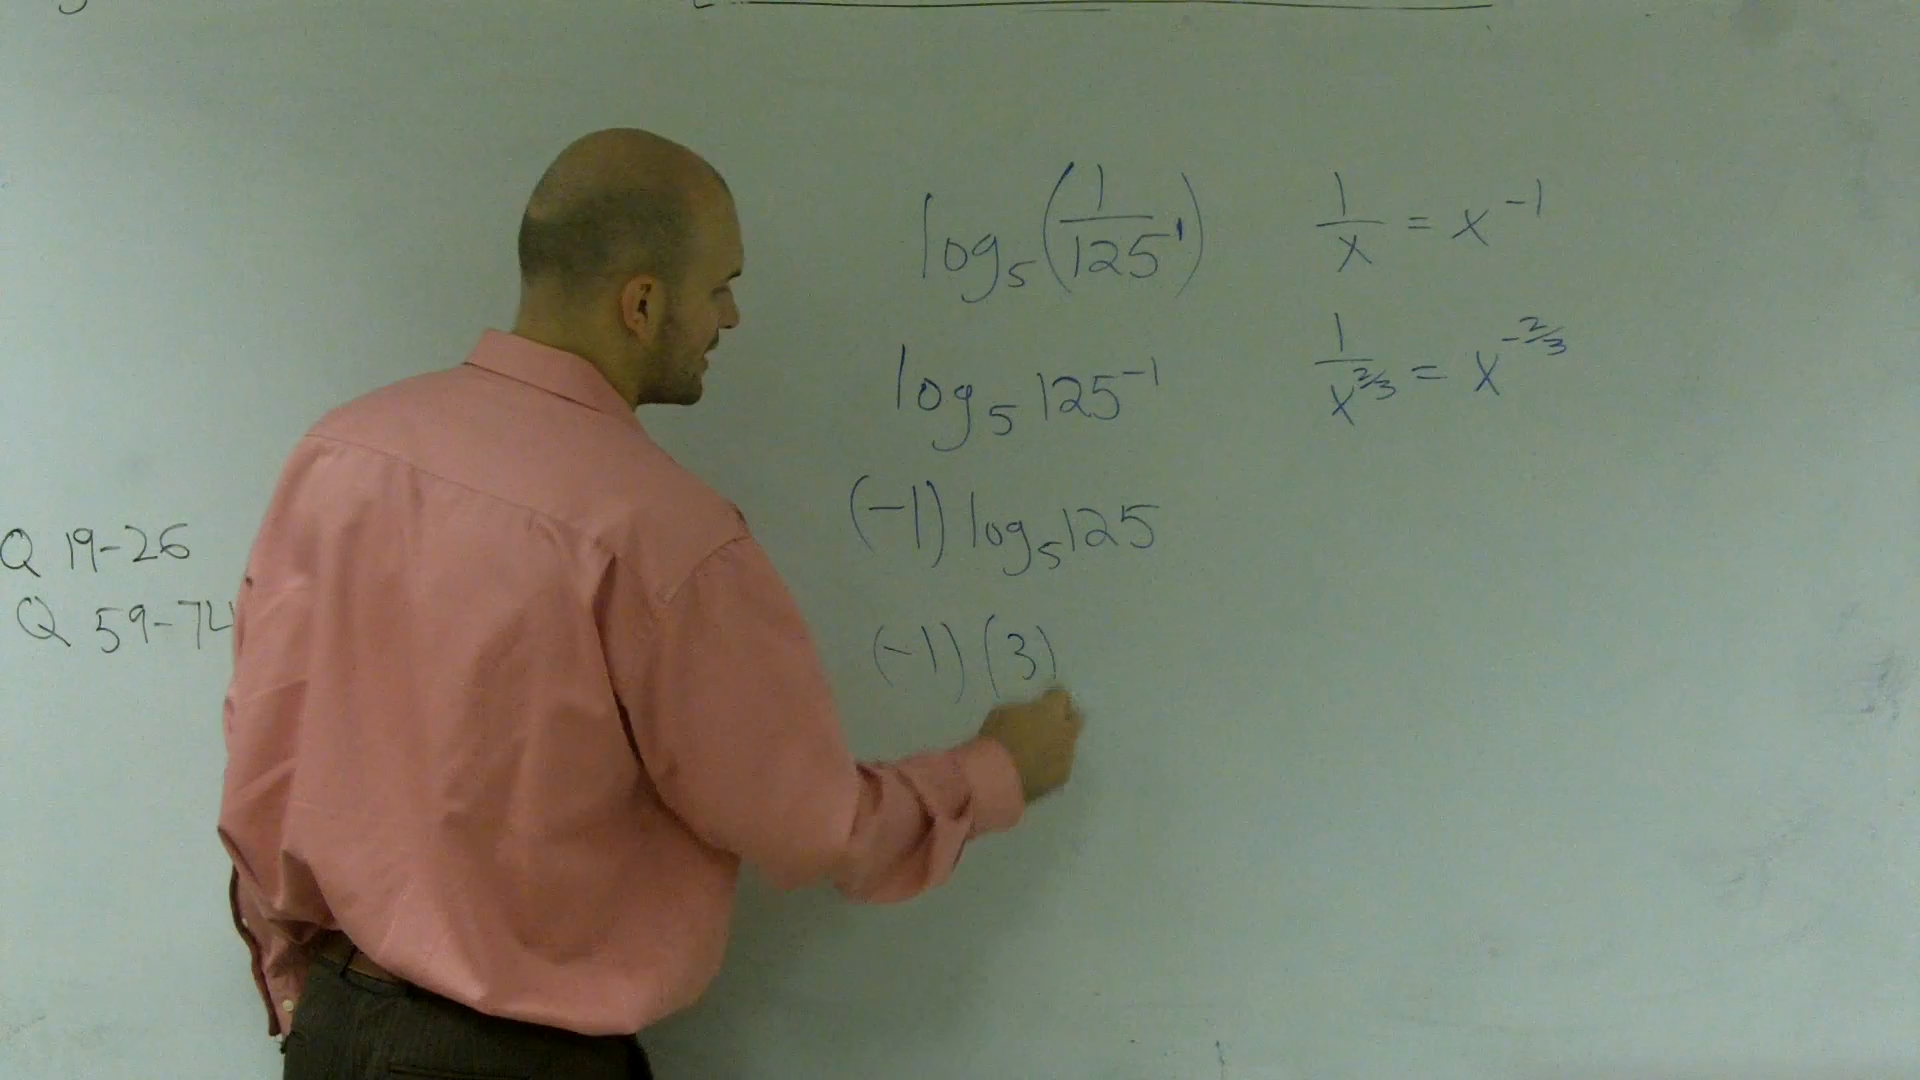 Q 19-26
Q 59-74
log₅(1/125¹)
log₅ 125⁻¹
(-1) log₅ 125
(-1) (3)
1/x = x⁻¹
1/x^(2/3) = x^(-2/3)